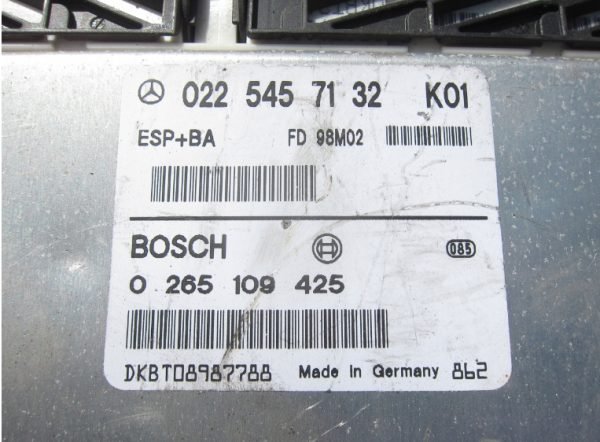 022 545 71 32 K01
ESP+BA FD 98M02
BOSCH 085
0 265 109 425
DKBT08987788 Made in Germany 862